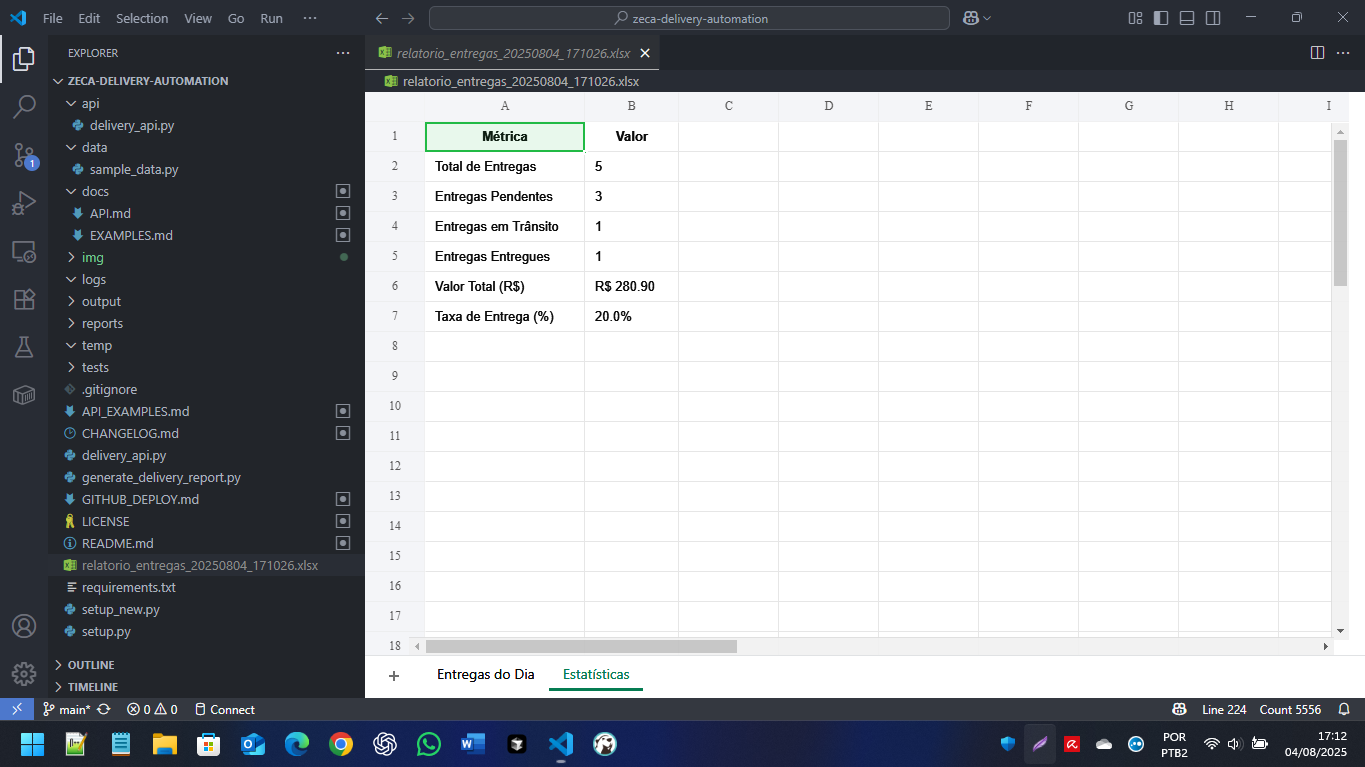 File Edit Selection View Go Run ···
zeca-delivery-automation
EXPLORER ···
ZECA-DELIVERY-AUTOMATION
api
delivery_api.py
data
sample_data.py
docs
API.md
EXAMPLES.md
img
logs
output
reports
temp
tests
.gitignore
API_EXAMPLES.md
CHANGELOG.md
delivery_api.py
generate_delivery_report.py
GITHUB_DEPLOY.md
LICENSE
README.md
relatorio_entregas_20250804_171026.xlsx
requirements.txt
setup_new.py
setup.py
OUTLINE
TIMELINE
1
relatorio_entregas_20250804_171026.xlsx
relatorio_entregas_20250804_171026.xlsx
A B C D E F G H I
1 Métrica Valor
2 Total de Entregas 5
3 Entregas Pendentes 3
4 Entregas em Trânsito 1
5 Entregas Entregues 1
6 Valor Total (R$) R$ 280.90
7 Taxa de Entrega (%) 20.0%
8
9
10
11
12
13
14
15
16
17
18
+ Entregas do Dia Estatísticas
main* 0 0 Connect Line 224 Count 5556
POR
PTB2
17:12
04/08/2025